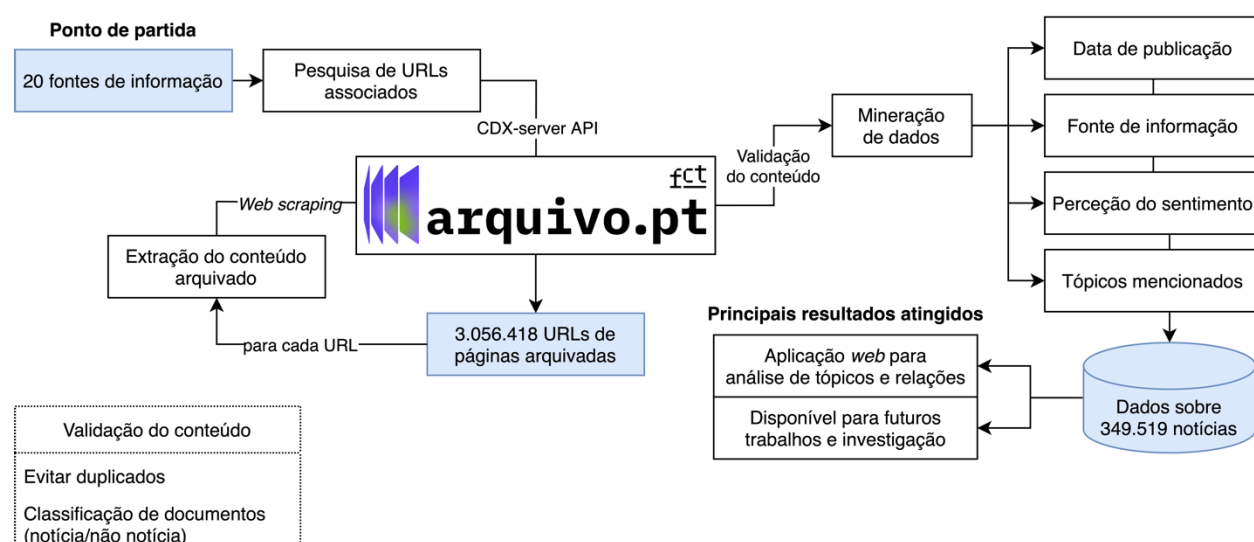 Ponto de partida
20 fontes de informação
Pesquisa de URLs
associados
CDX-server API
fct
arquivo.pt
Web scraping
Extração do conteúdo
arquivado
para cada URL
3.056.418 URLs de
páginas arquivadas
Validação
do conteúdo
Mineração
de dados
Data de publicação
Fonte de informação
Perceção do sentimento
Tópicos mencionados
Dados sobre
349.519 notícias
Principais resultados atingidos
Aplicação web para
análise de tópicos e relações
Disponível para futuros
trabalhos e investigação
Validação do conteúdo
Evitar duplicados
Classificação de documentos
(notícia/não notícia)